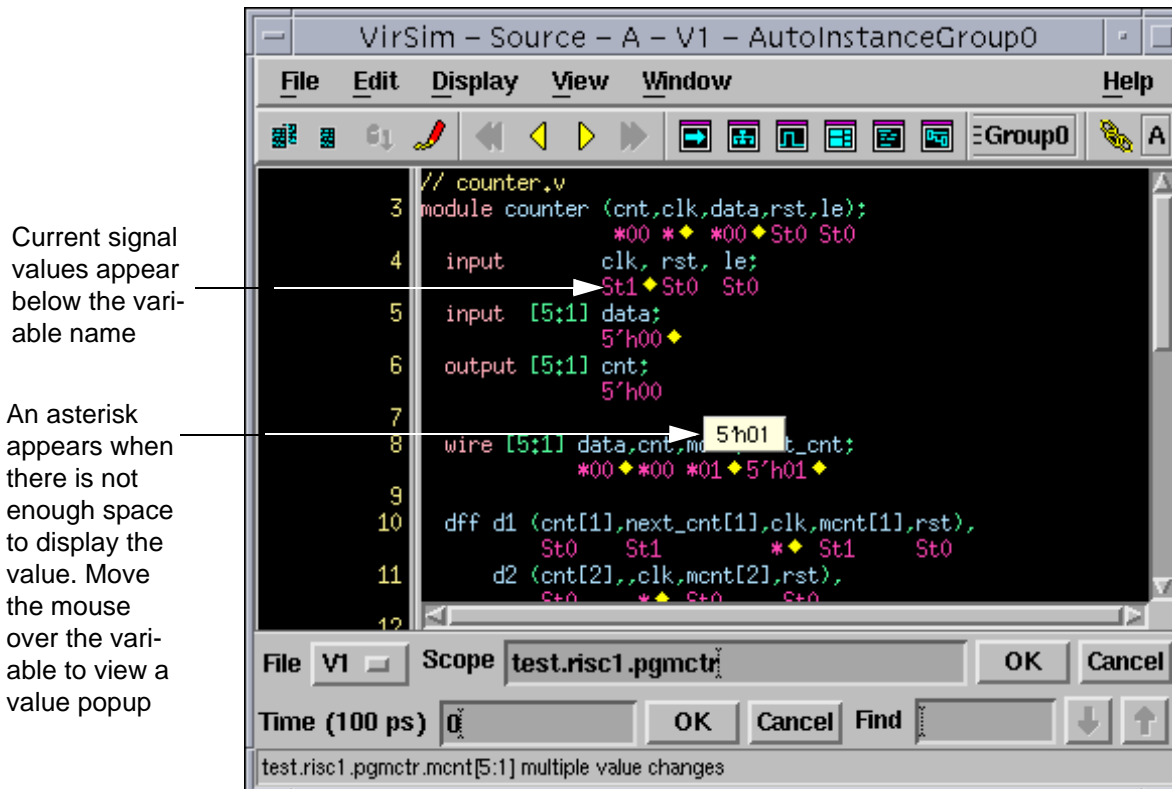 VirSim – Source – A – V1 – AutoInstanceGroup0
File Edit Display View Window Help
Group0 A
// counter.v
3 module counter (cnt,clk,data,rst,le);
*00 *◆ *00◆St0 St0
4 input clk, rst, le;
St1◆St0 St0
5 input [5:1] data;
5'h00◆
6 output [5:1] cnt;
5'h00
7
5'h01
8 wire [5:1] data,cnt,m t_cnt;
*00◆*00 *01◆5'h01◆
9
10 dff d1 (cnt[1],next_cnt[1],clk,mcnt[1],rst),
St0 St1 *◆ St1 St0
11 d2 (cnt[2],,clk,mcnt[2],rst),
St0 *◆ St0 St0
12
File V1 Scope test.risc1.pgmctr OK Cancel
Time (100 ps) 0 OK Cancel Find
test.risc1.pgmctr.mcnt[5:1] multiple value changes
Current signal
values appear
below the vari-
able name
An asterisk
appears when
there is not
enough space
to display the
value. Move
the mouse
over the vari-
able to view a
value popup